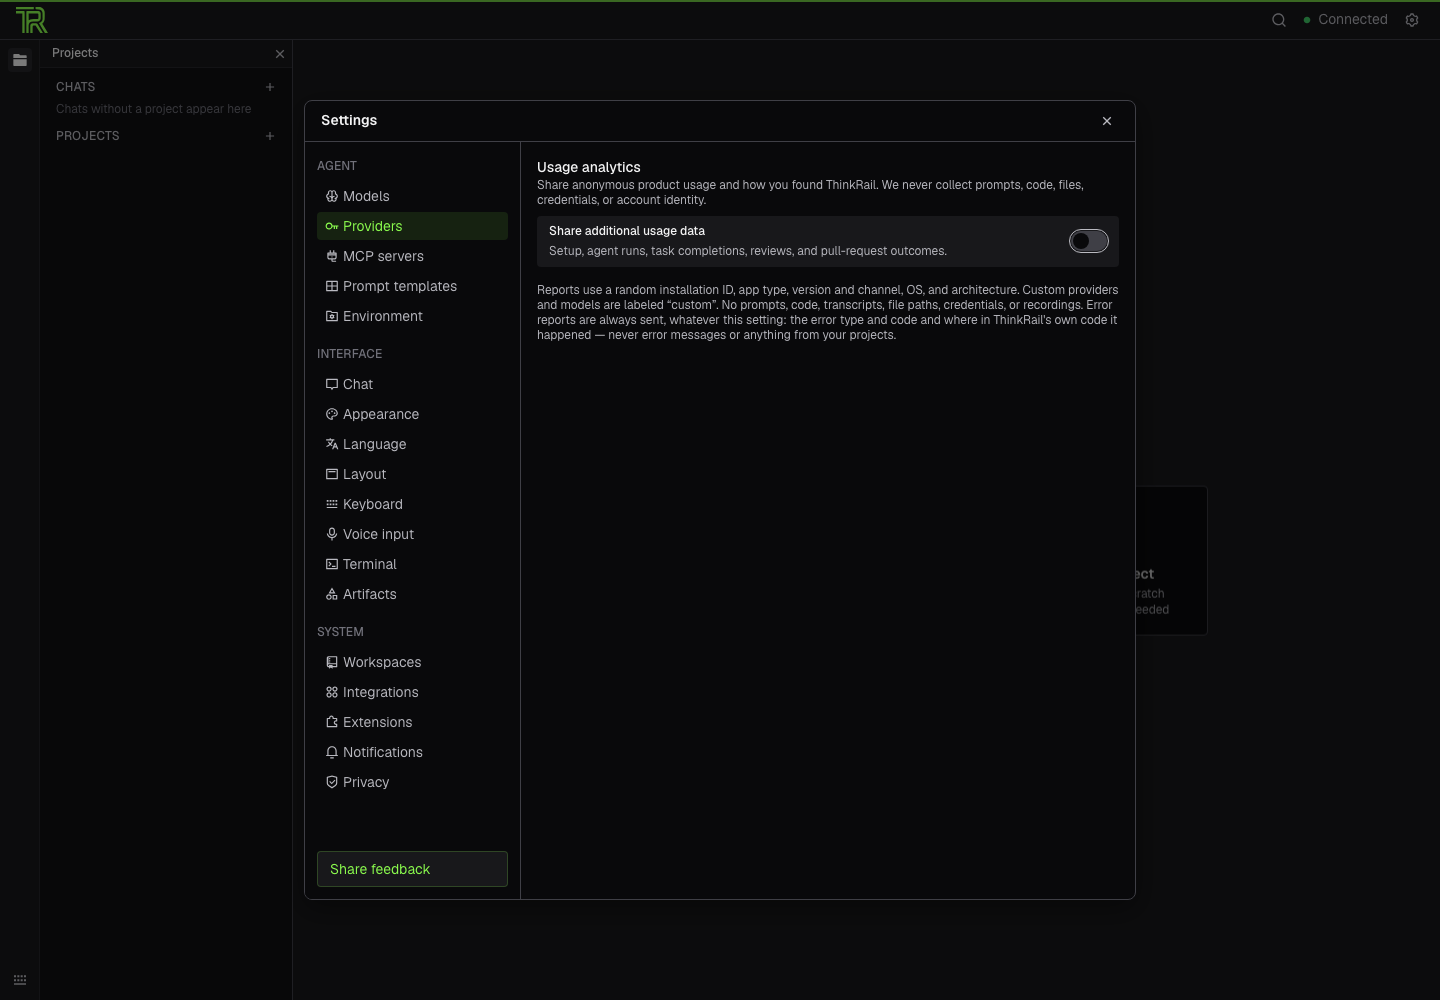 TR
Connected
Projects
CHATS
Chats without a project appear here
PROJECTS
Settings
AGENT
Models
Providers
MCP servers
Prompt templates
Environment
INTERFACE
Chat
Appearance
Language
Layout
Keyboard
Voice input
Terminal
Artifacts
SYSTEM
Workspaces
Integrations
Extensions
Notifications
Privacy
Share feedback
Usage analytics
Share anonymous product usage and how you found ThinkRail. We never collect prompts, code, files,
credentials, or account identity.
Share additional usage data
Setup, agent runs, task completions, reviews, and pull-request outcomes.
Reports use a random installation ID, app type, version and channel, OS, and architecture. Custom providers
and models are labeled “custom”. No prompts, code, transcripts, file paths, credentials, or recordings. Error
reports are always sent, whatever this setting: the error type and code and where in ThinkRail's own code it
happened — never error messages or anything from your projects.
ect
ratch
eeded